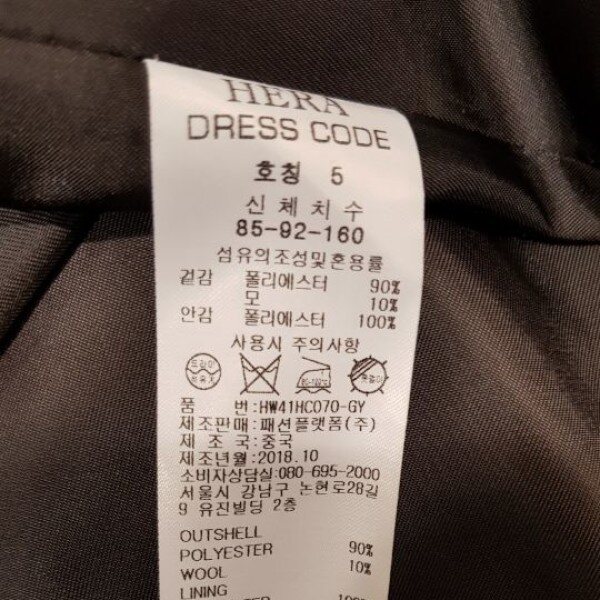 HERA
DRESS CODE
호칭 5
신체치수
85-92-160
섬유의조성및혼용률
겉감 폴리에스터 90%
모 10%
안감 폴리에스터 100%
사용시 주의사항
80-120℃
품 번:HW41HC070-GY
제조판매:패션플랫폼(주)
제 조 국:중국
제조년월:2018.10
소비자상담실:080-695-2000
서울시 강남구 논현로28길
9 유진빌딩 2층
OUTSHELL
POLYESTER 90%
WOOL 10%
LINING